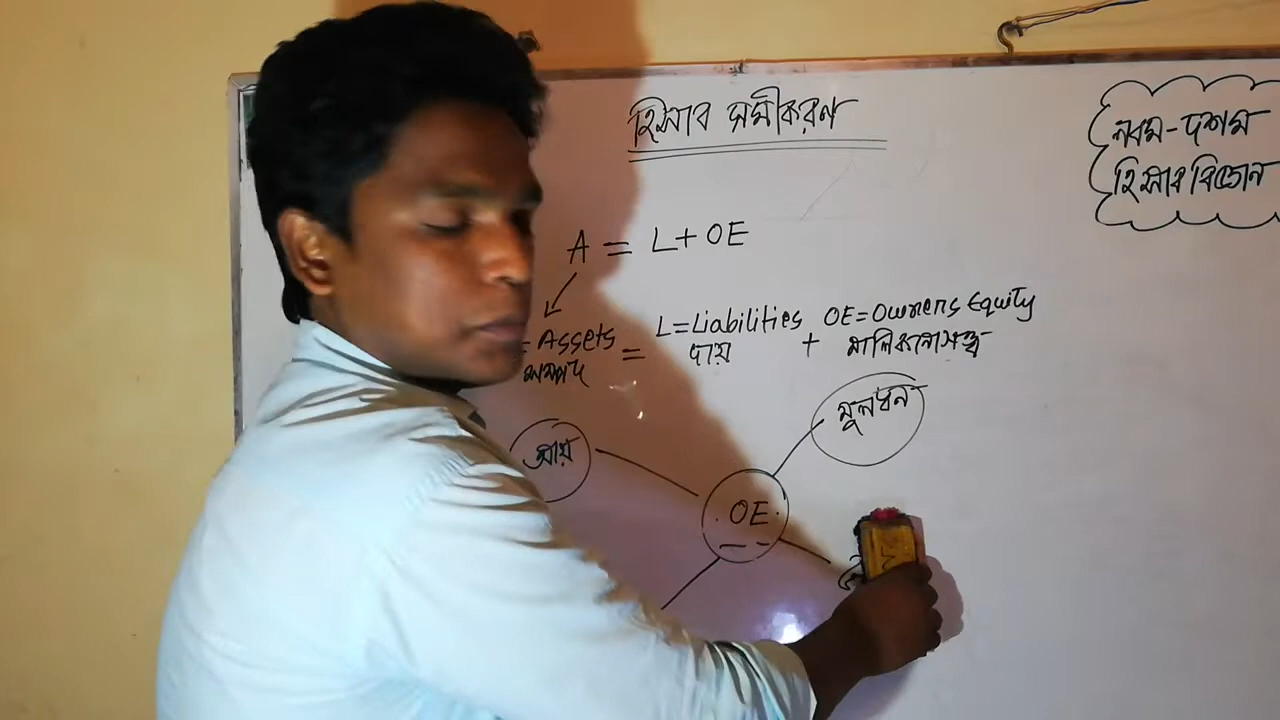 হিসাব সমীকরণ
নবম-দশম
হিসাব বিজ্ঞান
A = L + OE
= Assets = L = Liabilities + OE = Owners Equity
সম্পদ দায় মালিকানাস্বত্ব
মূলধন
আয়
OE